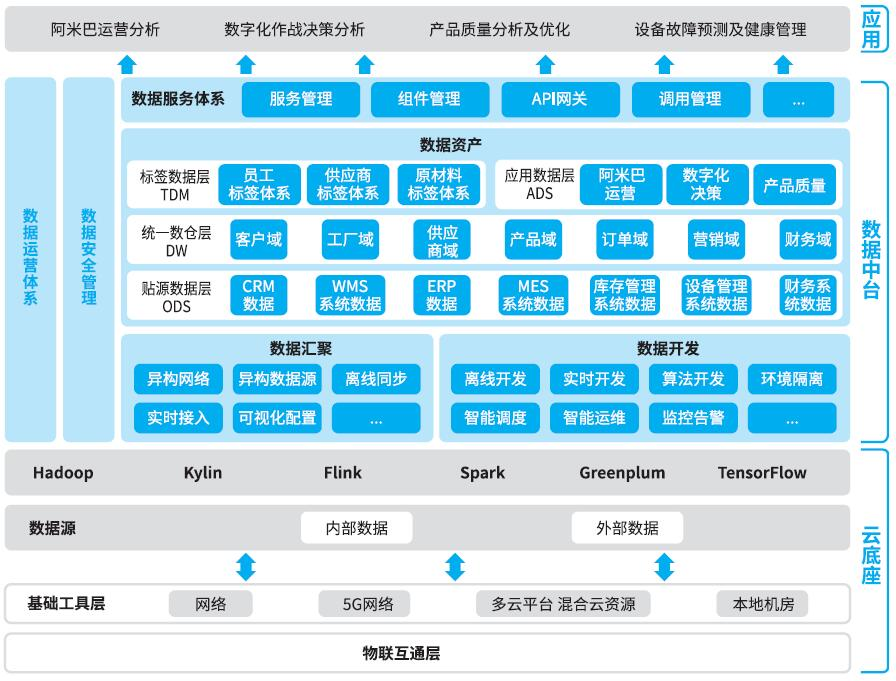 阿米巴运营分析 数字化作战决策分析 产品质量分析及优化 设备故障预测及健康管理
应用
数据服务体系 服务管理 组件管理 API网关 调用管理 ...
数据运营体系
数据安全管理
数据资产
标签数据层
TDM
员工
标签体系
供应商
标签体系
原材料
标签体系
应用数据层
ADS
阿米巴
运营
数字化
决策
产品质量
统一数仓层
DW
客户域
工厂域
供应
商域
产品域
订单域
营销域
财务域
贴源数据层
ODS
CRM
数据
WMS
系统数据
ERP
数据
MES
系统数据
库存管理
系统数据
设备管理
系统数据
财务系
统数据
数据汇聚
异构网络 异构数据源 离线同步
实时接入 可视化配置 ...
数据开发
离线开发 实时开发 算法开发 环境隔离
智能调度 智能运维 监控告警 ...
数据中台
Hadoop Kylin Flink Spark Greenplum TensorFlow
数据源 内部数据 外部数据
基础工具层 网络 5G网络 多云平台 混合云资源 本地机房
物联互通层
云底座